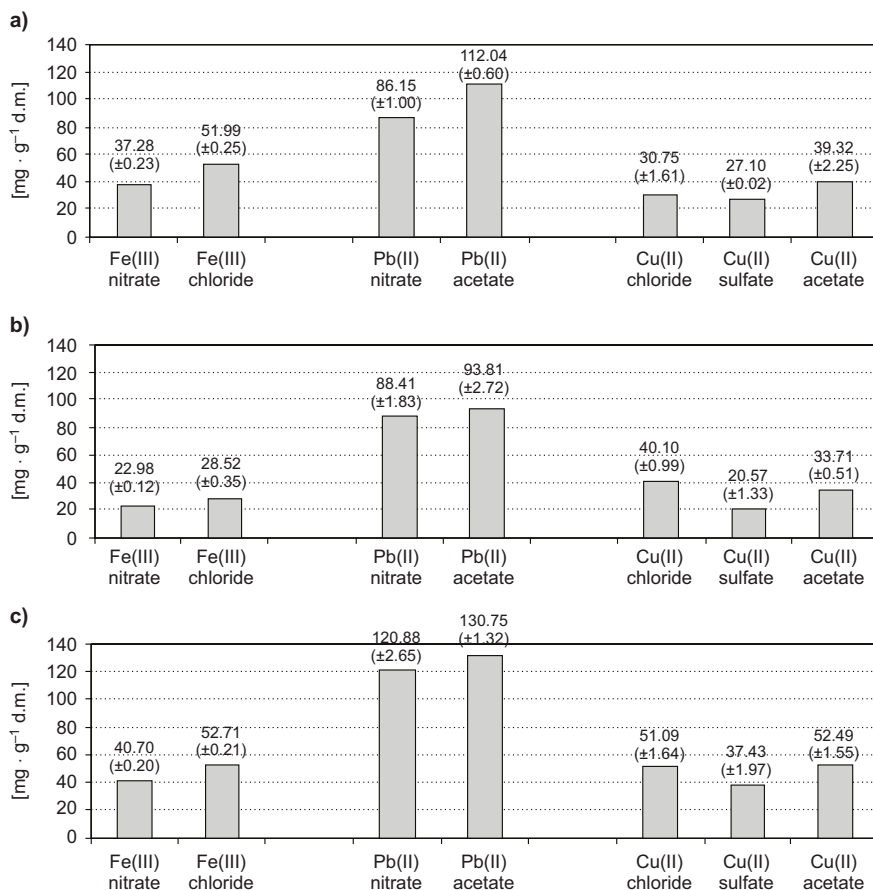 a)
[mg · g⁻¹ d.m.]
140
120
100
80
60
40
20
0
37.28
(±0.23)
51.99
(±0.25)
86.15
(±1.00)
112.04
(±0.60)
30.75
(±1.61)
27.10
(±0.02)
39.32
(±2.25)
Fe(III)
nitrate
Fe(III)
chloride
Pb(II)
nitrate
Pb(II)
acetate
Cu(II)
chloride
Cu(II)
sulfate
Cu(II)
acetate
b)
[mg · g⁻¹ d.m.]
140
120
100
80
60
40
20
0
22.98
(±0.12)
28.52
(±0.35)
88.41
(±1.83)
93.81
(±2.72)
40.10
(±0.99)
20.57
(±1.33)
33.71
(±0.51)
Fe(III)
nitrate
Fe(III)
chloride
Pb(II)
nitrate
Pb(II)
acetate
Cu(II)
chloride
Cu(II)
sulfate
Cu(II)
acetate
c)
[mg · g⁻¹ d.m.]
140
120
100
80
60
40
20
0
40.70
(±0.20)
52.71
(±0.21)
120.88
(±2.65)
130.75
(±1.32)
51.09
(±1.64)
37.43
(±1.97)
52.49
(±1.55)
Fe(III)
nitrate
Fe(III)
chloride
Pb(II)
nitrate
Pb(II)
acetate
Cu(II)
chloride
Cu(II)
sulfate
Cu(II)
acetate